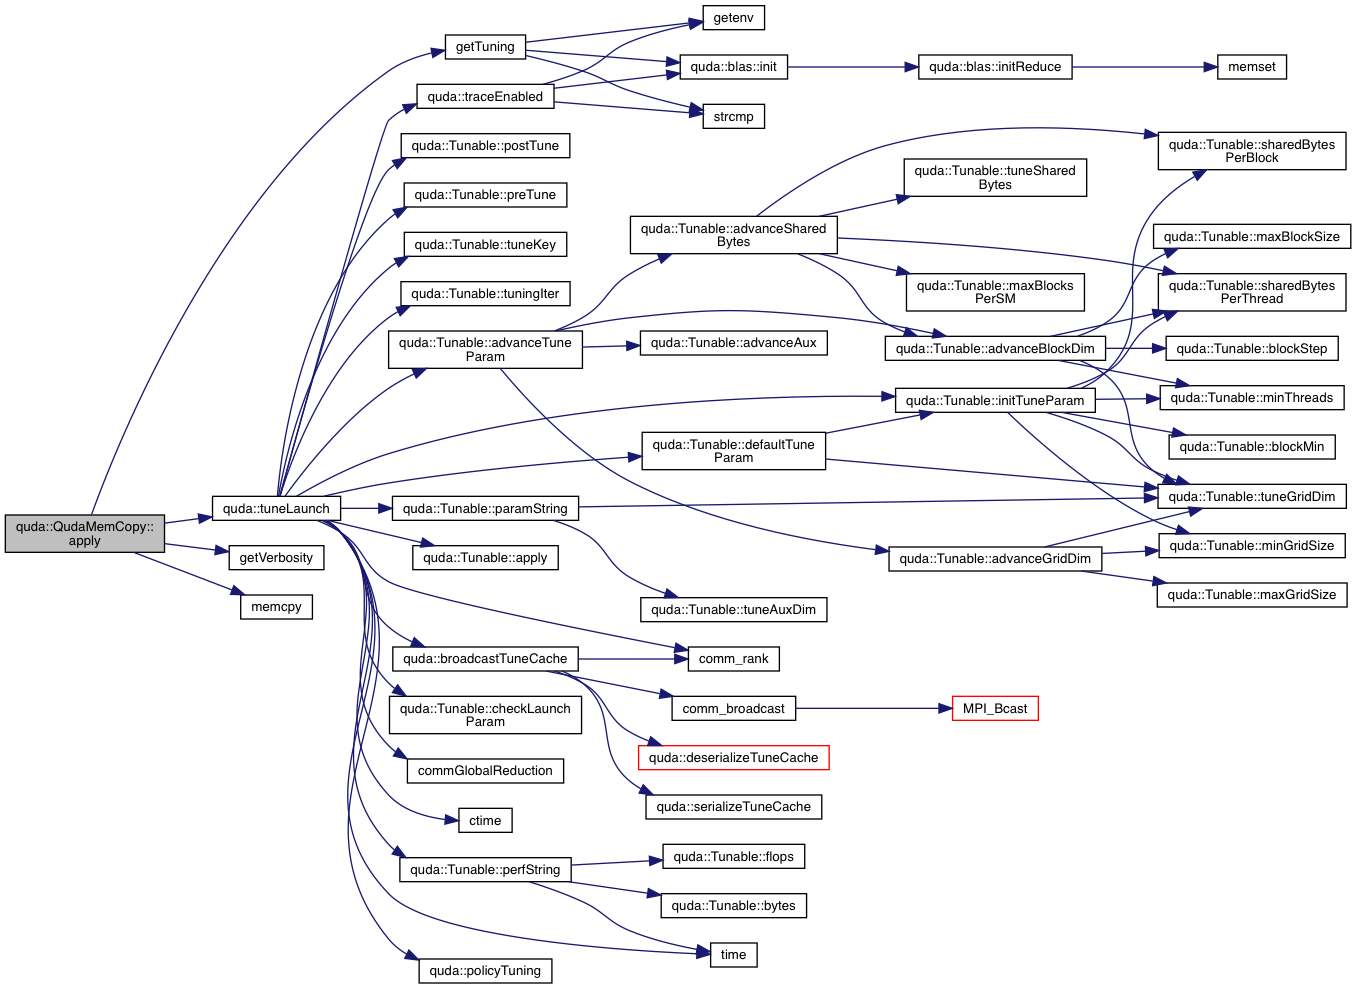 getenv
getTuning
quda::blas::init
quda::blas::initReduce
memset
quda::traceEnabled
strcmp
quda::Tunable::postTune
quda::Tunable::sharedBytes
PerBlock
quda::Tunable::tuneShared
Bytes
quda::Tunable::preTune
quda::Tunable::advanceShared
Bytes
quda::Tunable::maxBlockSize
quda::Tunable::tuneKey
quda::Tunable::tuningIter
quda::Tunable::maxBlocks
PerSM
quda::Tunable::sharedBytes
PerThread
quda::Tunable::advanceTune
Param
quda::Tunable::advanceAux
quda::Tunable::advanceBlockDim
quda::Tunable::blockStep
quda::Tunable::initTuneParam
quda::Tunable::minThreads
quda::Tunable::defaultTune
Param
quda::Tunable::blockMin
quda::Tunable::tuneGridDim
quda::tuneLaunch
quda::Tunable::paramString
quda::QudaMemCopy::
apply
quda::Tunable::minGridSize
getVerbosity
quda::Tunable::apply
quda::Tunable::advanceGridDim
quda::Tunable::maxGridSize
memcpy
quda::Tunable::tuneAuxDim
quda::broadcastTuneCache
comm_rank
quda::Tunable::checkLaunch
Param
comm_broadcast
MPI_Bcast
quda::deserializeTuneCache
commGlobalReduction
quda::serializeTuneCache
ctime
quda::Tunable::flops
quda::Tunable::perfString
quda::Tunable::bytes
time
quda::policyTuning